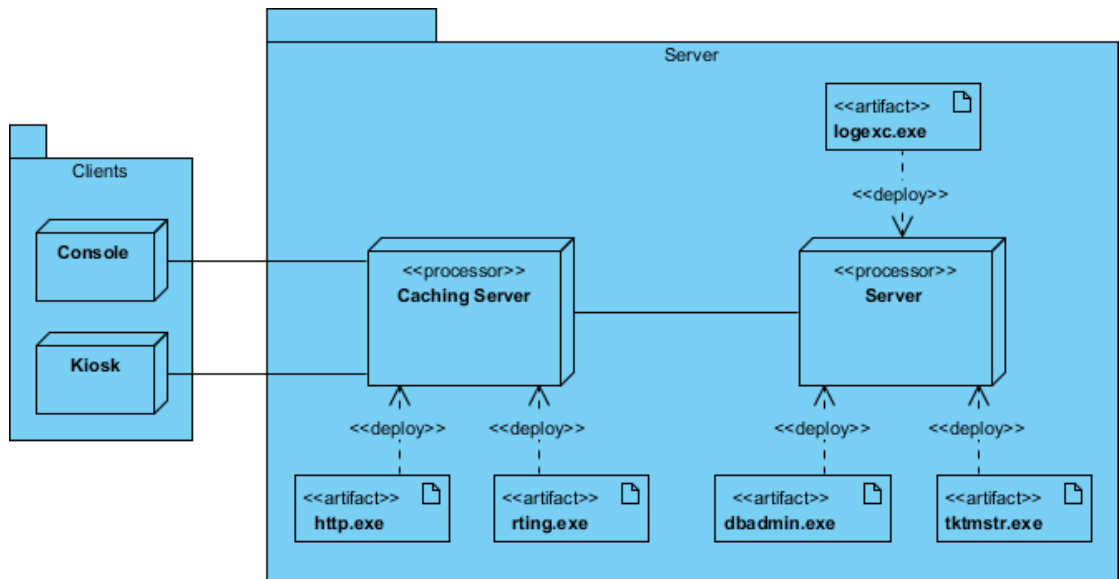 Server
<<artifact>>
logexc.exe
<<deploy>>
Clients
Console
Kiosk
<<processor>>
Caching Server
<<processor>>
Server
<<deploy>>
<<deploy>>
<<deploy>>
<<deploy>>
<<artifact>>
http.exe
<<artifact>>
rting.exe
<<artifact>>
dbadmin.exe
<<artifact>>
tktmstr.exe